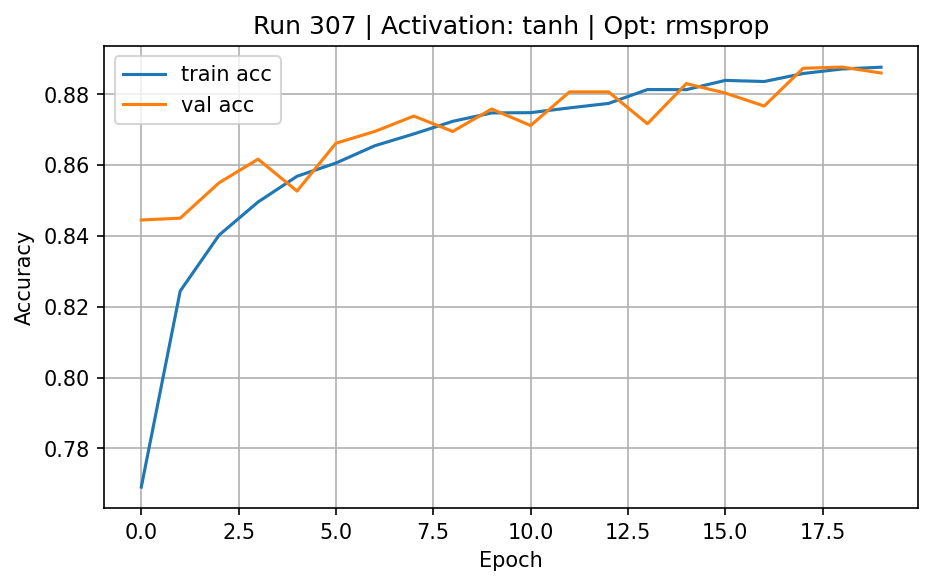 Run 307 | Activation: tanh | Opt: rmsprop
train acc
val acc
0.88
0.86
0.84
0.82
0.80
0.78
Accuracy
0.0 2.5 5.0 7.5 10.0 12.5 15.0 17.5
Epoch